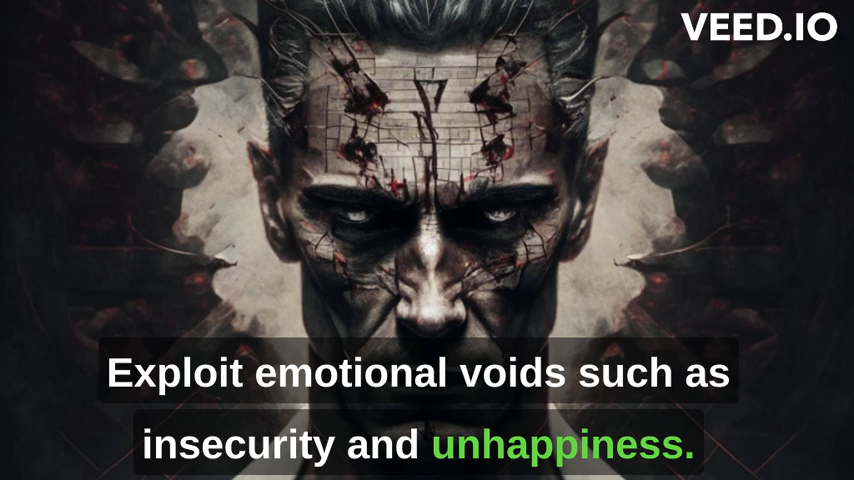 VEED.IO
Exploit emotional voids such as
insecurity and unhappiness.